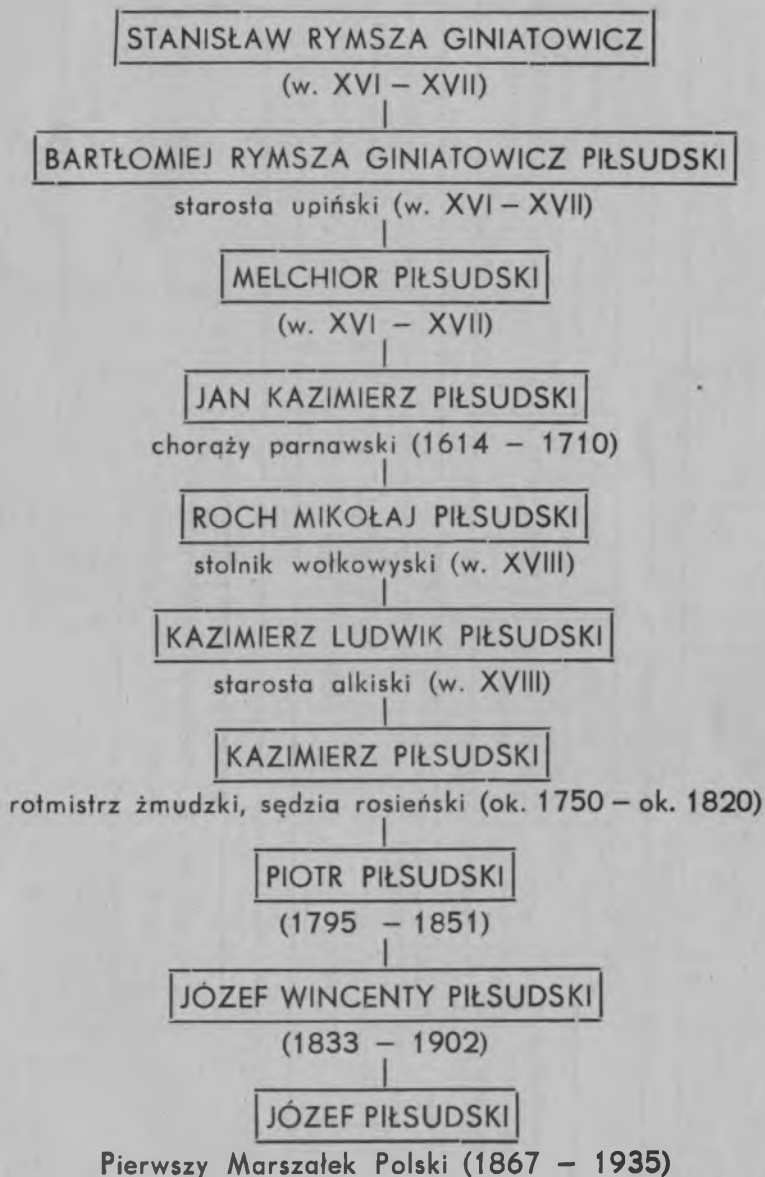 STANISŁAW RYMSZA GINIATOWICZ
(w. XVI – XVII)
BARTŁOMIEJ RYMSZA GINIATOWICZ PIŁSUDSKI
starosta upiński (w. XVI – XVII)
MELCHIOR PIŁSUDSKI
(w. XVI – XVII)
JAN KAZIMIERZ PIŁSUDSKI
chorąży parnawski (1614 – 1710)
ROCH MIKOŁAJ PIŁSUDSKI
stolnik wołkowyski (w. XVIII)
KAZIMIERZ LUDWIK PIŁSUDSKI
starosta alkiski (w. XVIII)
KAZIMIERZ PIŁSUDSKI
rotmistrz żmudzki, sędzia rosieński (ok. 1750 – ok. 1820)
PIOTR PIŁSUDSKI
(1795 – 1851)
JÓZEF WINCENTY PIŁSUDSKI
(1833 – 1902)
JÓZEF PIŁSUDSKI
Pierwszy Marszałek Polski (1867 – 1935)